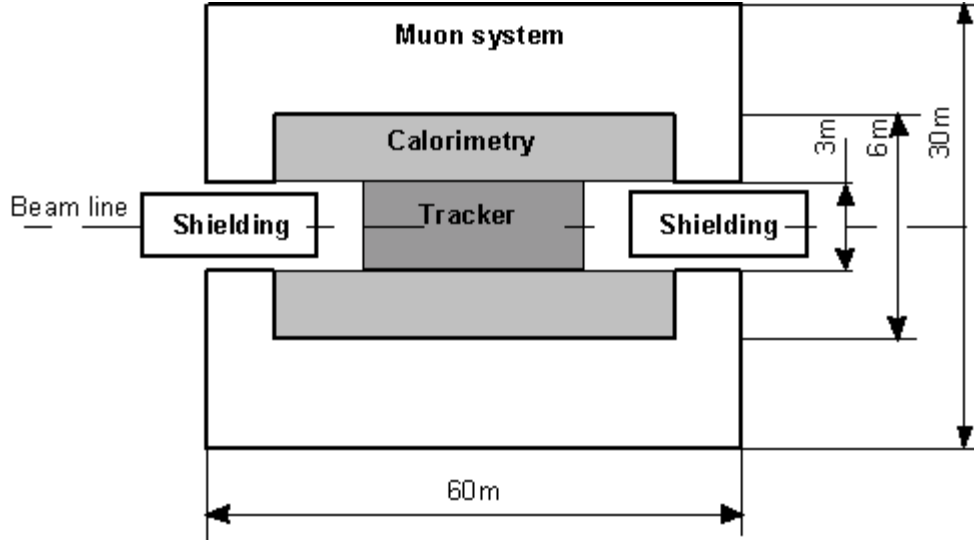 Muon system
Calorimetry
3m
6m
30m
Beam line
Shielding
Tracker
Shielding
60m